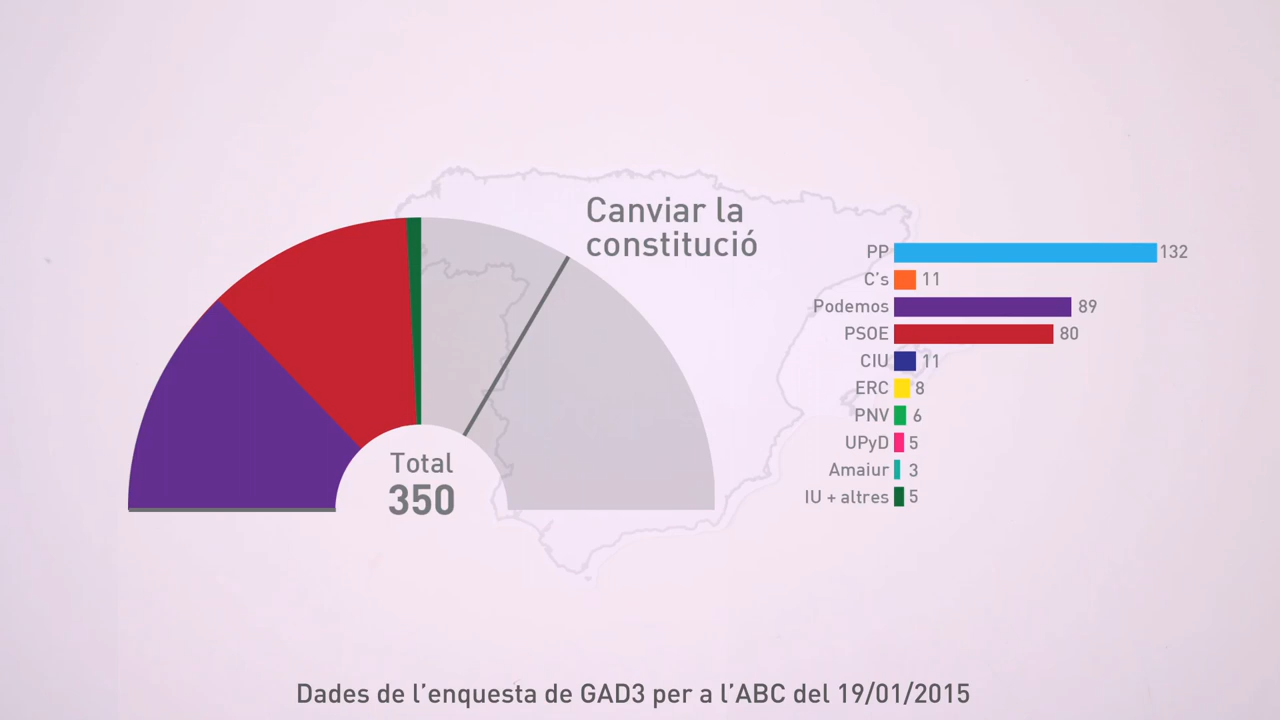 Canviar la
constitució
Total
350
PP 132
C's 11
Podemos 89
PSOE 80
CIU 11
ERC 8
PNV 6
UPyD 5
Amaiur 3
IU + altres 5
Dades de l'enquesta de GAD3 per a l'ABC del 19/01/2015